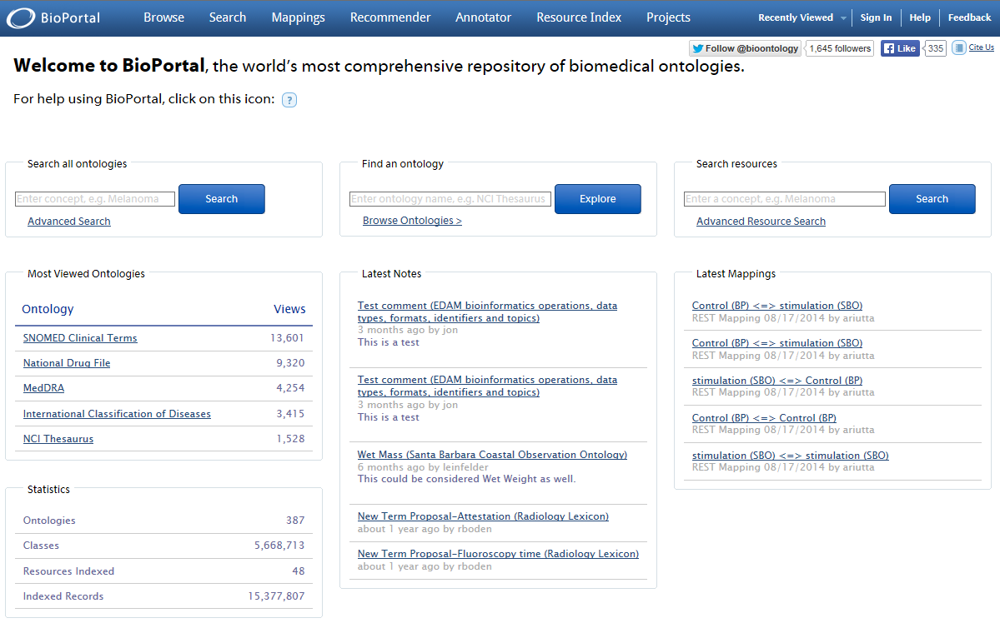 BioPortal Browse Search Mappings Recommender Annotator Resource Index Projects Recently Viewed Sign In Help Feedback
Follow @bioontology 1,645 followers Like 335 Cite Us
Welcome to BioPortal, the world's most comprehensive repository of biomedical ontologies.
For help using BioPortal, click on this icon: ?
Search all ontologies
Enter concept, e.g. Melanoma Search
Advanced Search
Find an ontology
Enter ontology name, e.g. NCI Thesaurus Explore
Browse Ontologies >
Search resources
Enter a concept, e.g. Melanoma Search
Advanced Resource Search
Most Viewed Ontologies
Ontology Views
SNOMED Clinical Terms 13,601
National Drug File 9,320
MedDRA 4,254
International Classification of Diseases 3,415
NCI Thesaurus 1,528
Statistics
Ontologies 387
Classes 5,668,713
Resources Indexed 48
Indexed Records 15,377,807
Latest Notes
Test comment (EDAM bioinformatics operations, data
types, formats, identifiers and topics)
3 months ago by jon
This is a test
Test comment (EDAM bioinformatics operations, data
types, formats, identifiers and topics)
3 months ago by jon
This is a test
Wet Mass (Santa Barbara Coastal Observation Ontology)
6 months ago by leinfelder
This could be considered Wet Weight as well.
New Term Proposal-Attestation (Radiology Lexicon)
about 1 year ago by rboden
New Term Proposal-Fluoroscopy time (Radiology Lexicon)
about 1 year ago by rboden
Latest Mappings
Control (BP) <=> stimulation (SBO)
REST Mapping 08/17/2014 by ariutta
Control (BP) <=> stimulation (SBO)
REST Mapping 08/17/2014 by ariutta
stimulation (SBO) <=> Control (BP)
REST Mapping 08/17/2014 by ariutta
Control (BP) <=> Control (BP)
REST Mapping 08/17/2014 by ariutta
stimulation (SBO) <=> stimulation (SBO)
REST Mapping 08/17/2014 by ariutta